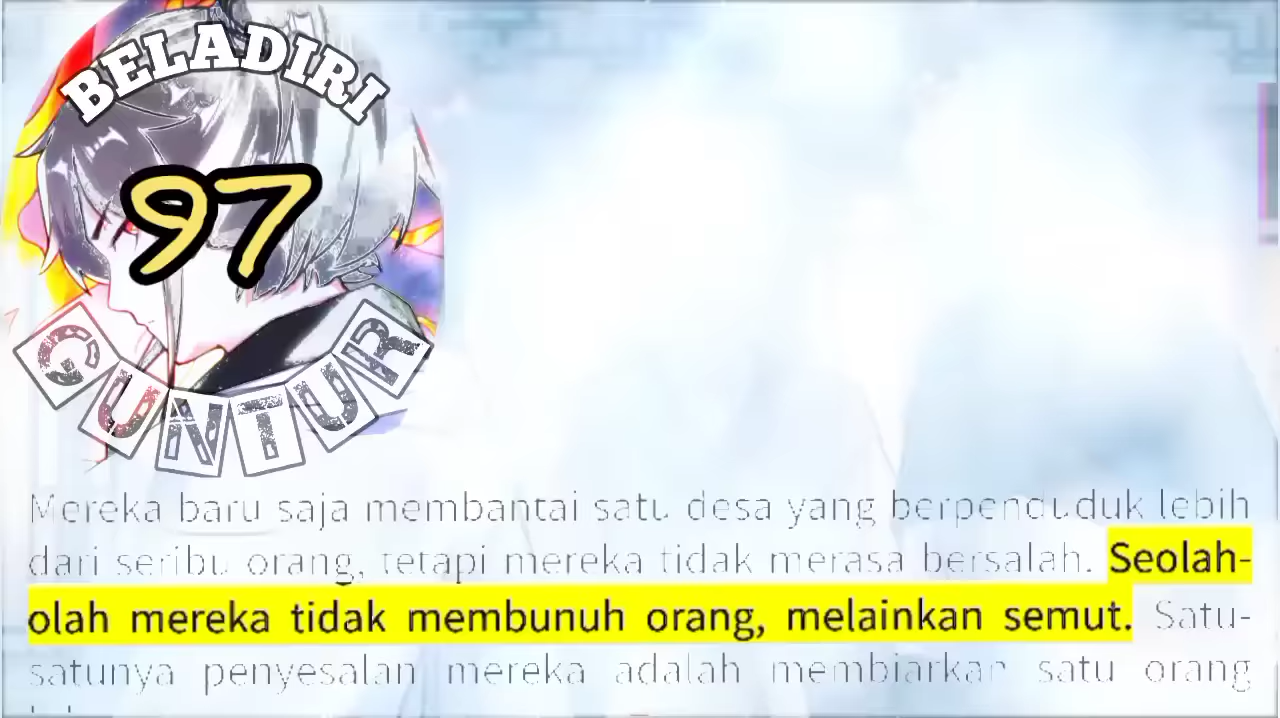 BELADIRI
97
GUNTUR
Mereka baru saja membantai satu desa yang berpenduduk lebih
dari seribu orang, tetapi mereka tidak merasa bersalah. Seolah-
olah mereka tidak membunuh orang, melainkan semut. Satu-
satunya penyesalan mereka adalah membiarkan satu orang